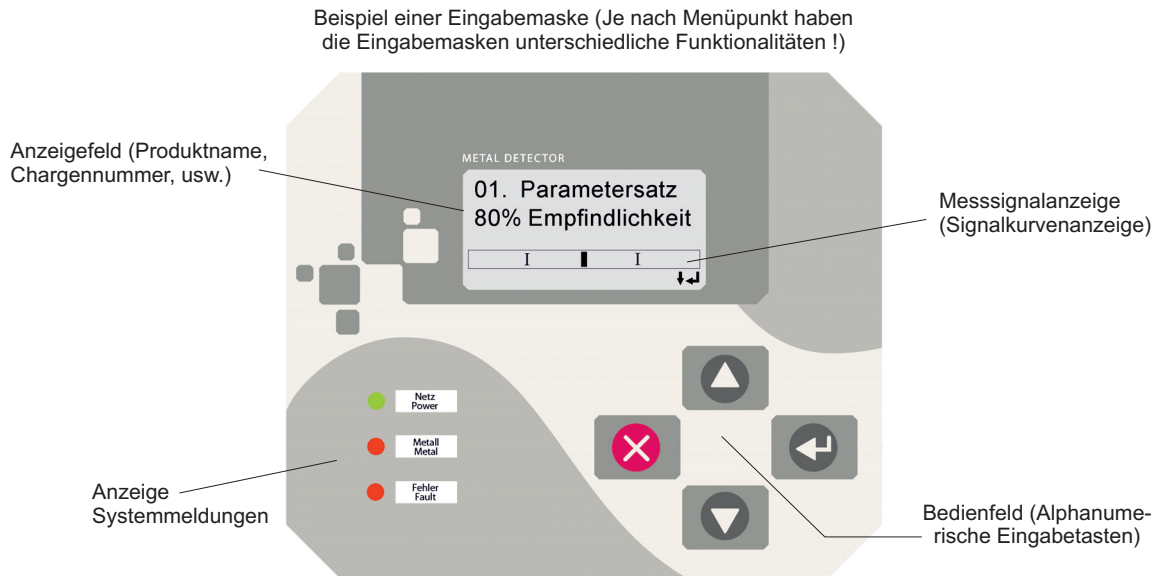 Beispiel einer Eingabemaske (Je nach Menüpunkt haben
die Eingabemasken unterschiedliche Funktionalitäten !)
Anzeigefeld (Produktname,
Chargennummer, usw.)
METAL DETECTOR
01. Parametersatz
80% Empfindlichkeit
I I
Messsignalanzeige
(Signalkurvenanzeige)
Netz
Power
Metall
Metal
Fehler
Fault
Anzeige
Systemmeldungen
Bedienfeld (Alphanume-
rische Eingabetasten)